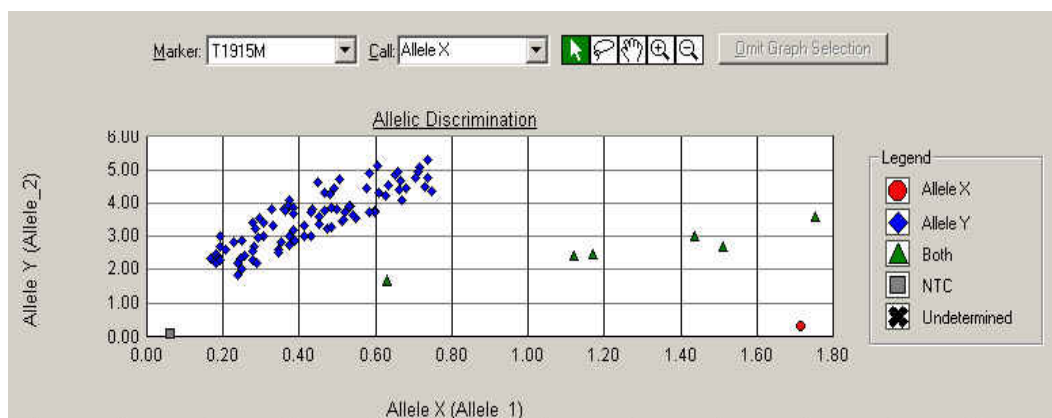 Marker: T1915M Call: Allele X Omit Graph Selection
Allelic Discrimination
Allele Y (Allele_2)
6.00
5.00
4.00
3.00
2.00
1.00
0.00
0.00 0.20 0.40 0.60 0.80 1.00 1.20 1.40 1.60 1.80
Allele X (Allele_1)
Legend
Allele X
Allele Y
Both
NTC
Undetermined